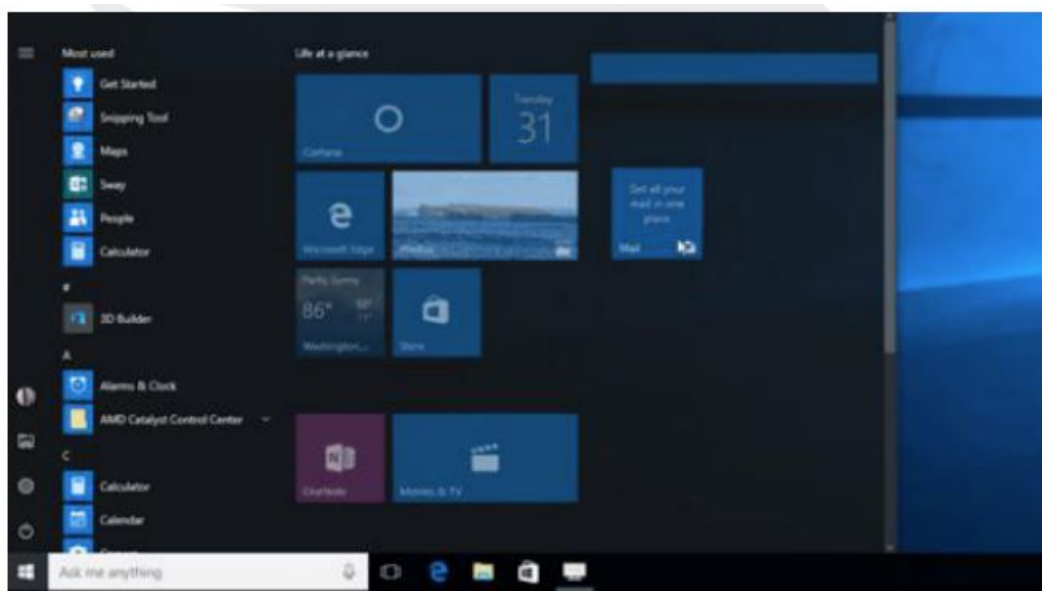 Most used
Get Started
Snipping Tool
Maps
Sway
People
Calculator
#
3D Builder
A
Alarms & Clock
AMD Catalyst Control Center
C
Calculator
Calendar
Life at a glance
Cortana
Tuesday
31
Microsoft Edge
Get all your
mail in one
place
Mail
Partly Sunny
86°
Washington,...
Store
OneNote
Movies & TV
Ask me anything